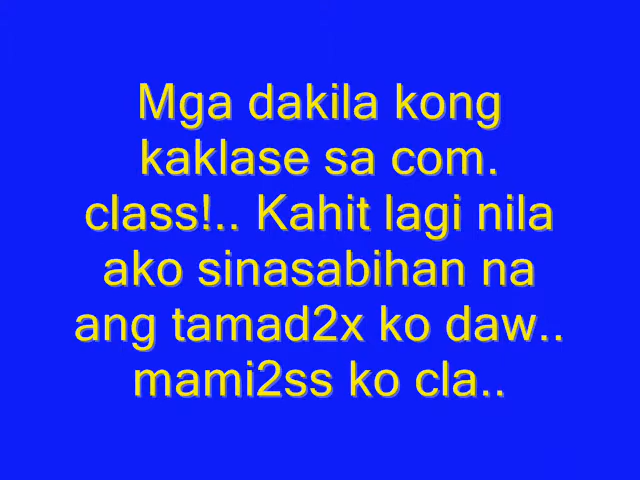 Mga dakila kong
kaklase sa com.
class!.. Kahit lagi nila
ako sinasabihan na
ang tamad2x ko daw..
mami2ss ko cla..